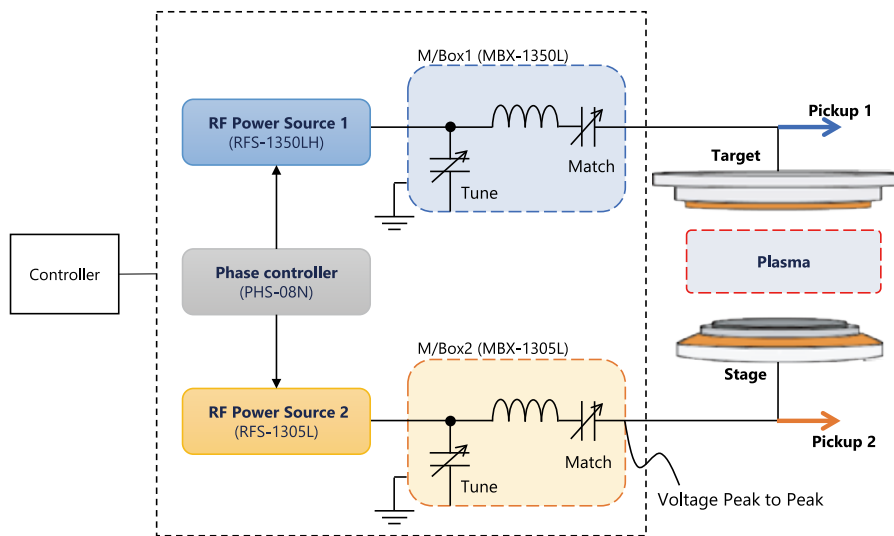 M/Box1 (MBX-1350L)
RF Power Source 1
(RFS-1350LH)
Match
Tune
Pickup 1
Target
Controller
Phase controller
(PHS-08N)
Plasma
M/Box2 (MBX-1305L)
RF Power Source 2
(RFS-1305L)
Match
Tune
Stage
Pickup 2
Voltage Peak to Peak